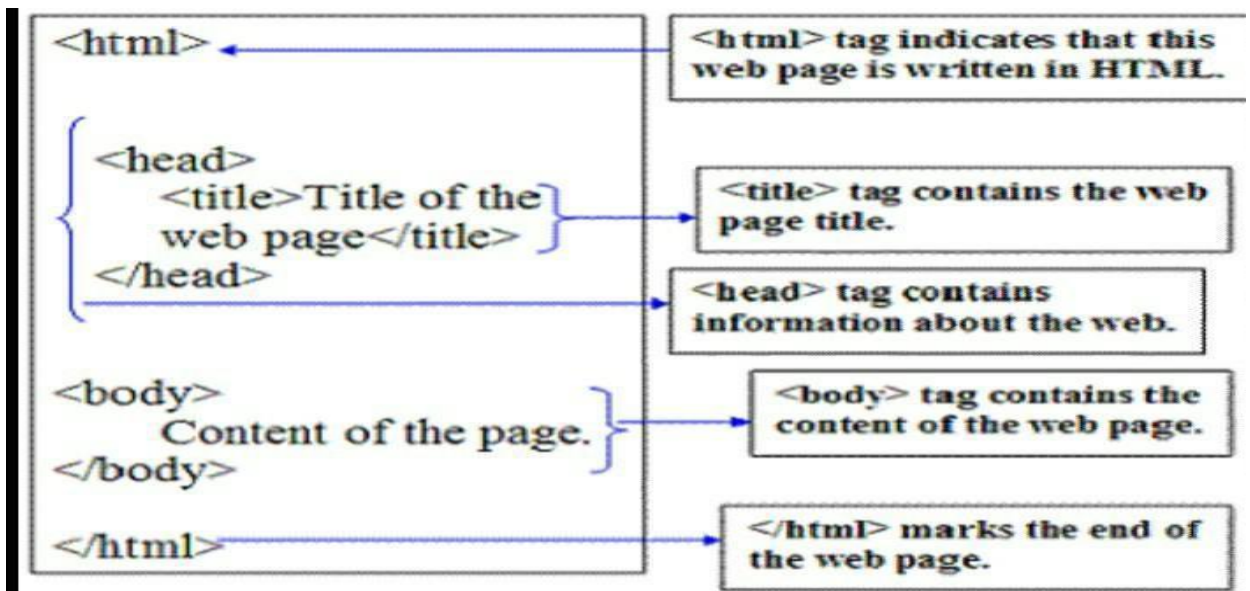 <html>
<html> tag indicates that this
web page is written in HTML.
<head>
<title>Title of the
web page</title>
</head>
<title> tag contains the web
page title.
<head> tag contains
information about the web.
<body>
Content of the page.
</body>
<body> tag contains the
content of the web page.
</html>
</html> marks the end of
the web page.